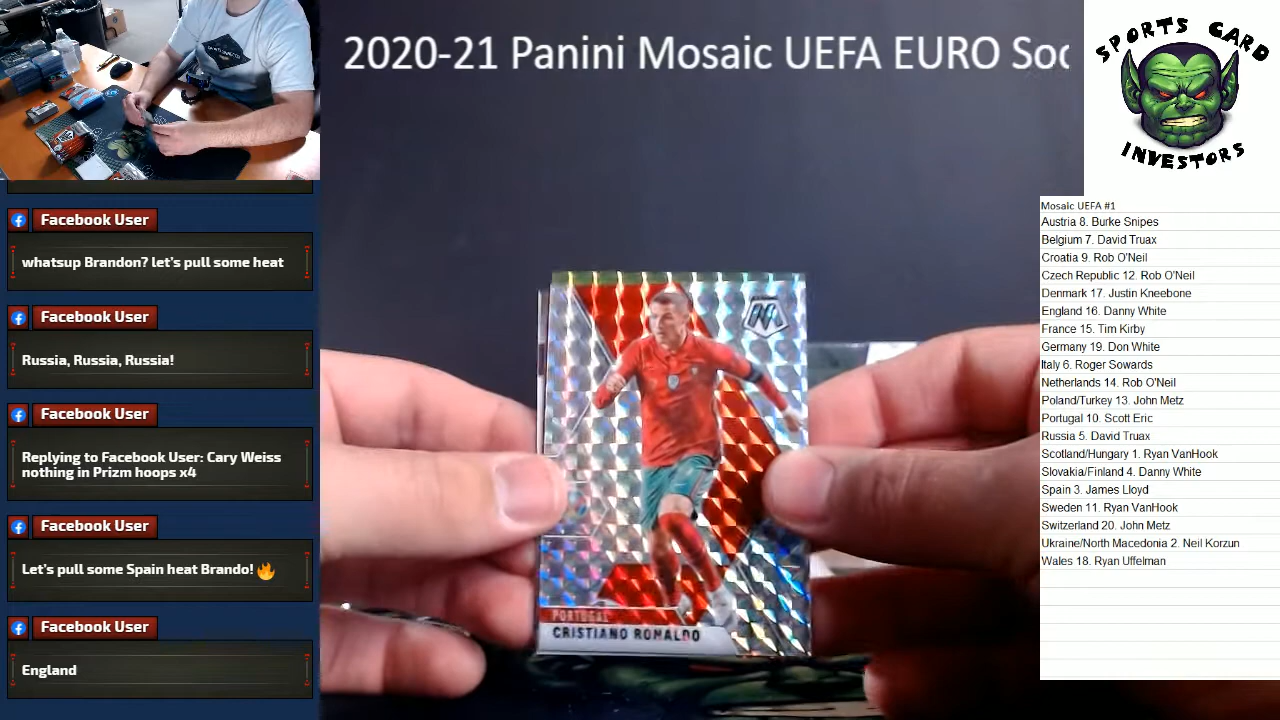 2020-21 Panini Mosaic UEFA EURO Soc
SPORTS CARD
INVESTORS
Facebook User
whatsup Brandon? let's pull some heat
Facebook User
Russia, Russia, Russia!
Facebook User
Replying to Facebook User: Cary Weiss
nothing in Prizm hoops x4
Facebook User
Let's pull some Spain heat Brando! 🔥
Facebook User
England
PORTUGAL
CRISTIANO RONALDO
Mosaic UEFA #1
Austria 8. Burke Snipes
Belgium 7. David Truax
Croatia 9. Rob O'Neil
Czech Republic 12. Rob O'Neil
Denmark 17. Justin Kneebone
England 16. Danny White
France 15. Tim Kirby
Germany 19. Don White
Italy 6. Roger Sowards
Netherlands 14. Rob O'Neil
Poland/Turkey 13. John Metz
Portugal 10. Scott Eric
Russia 5. David Truax
Scotland/Hungary 1. Ryan VanHook
Slovakia/Finland 4. Danny White
Spain 3. James Lloyd
Sweden 11. Ryan VanHook
Switzerland 20. John Metz
Ukraine/North Macedonia 2. Neil Korzun
Wales 18. Ryan Uffelman